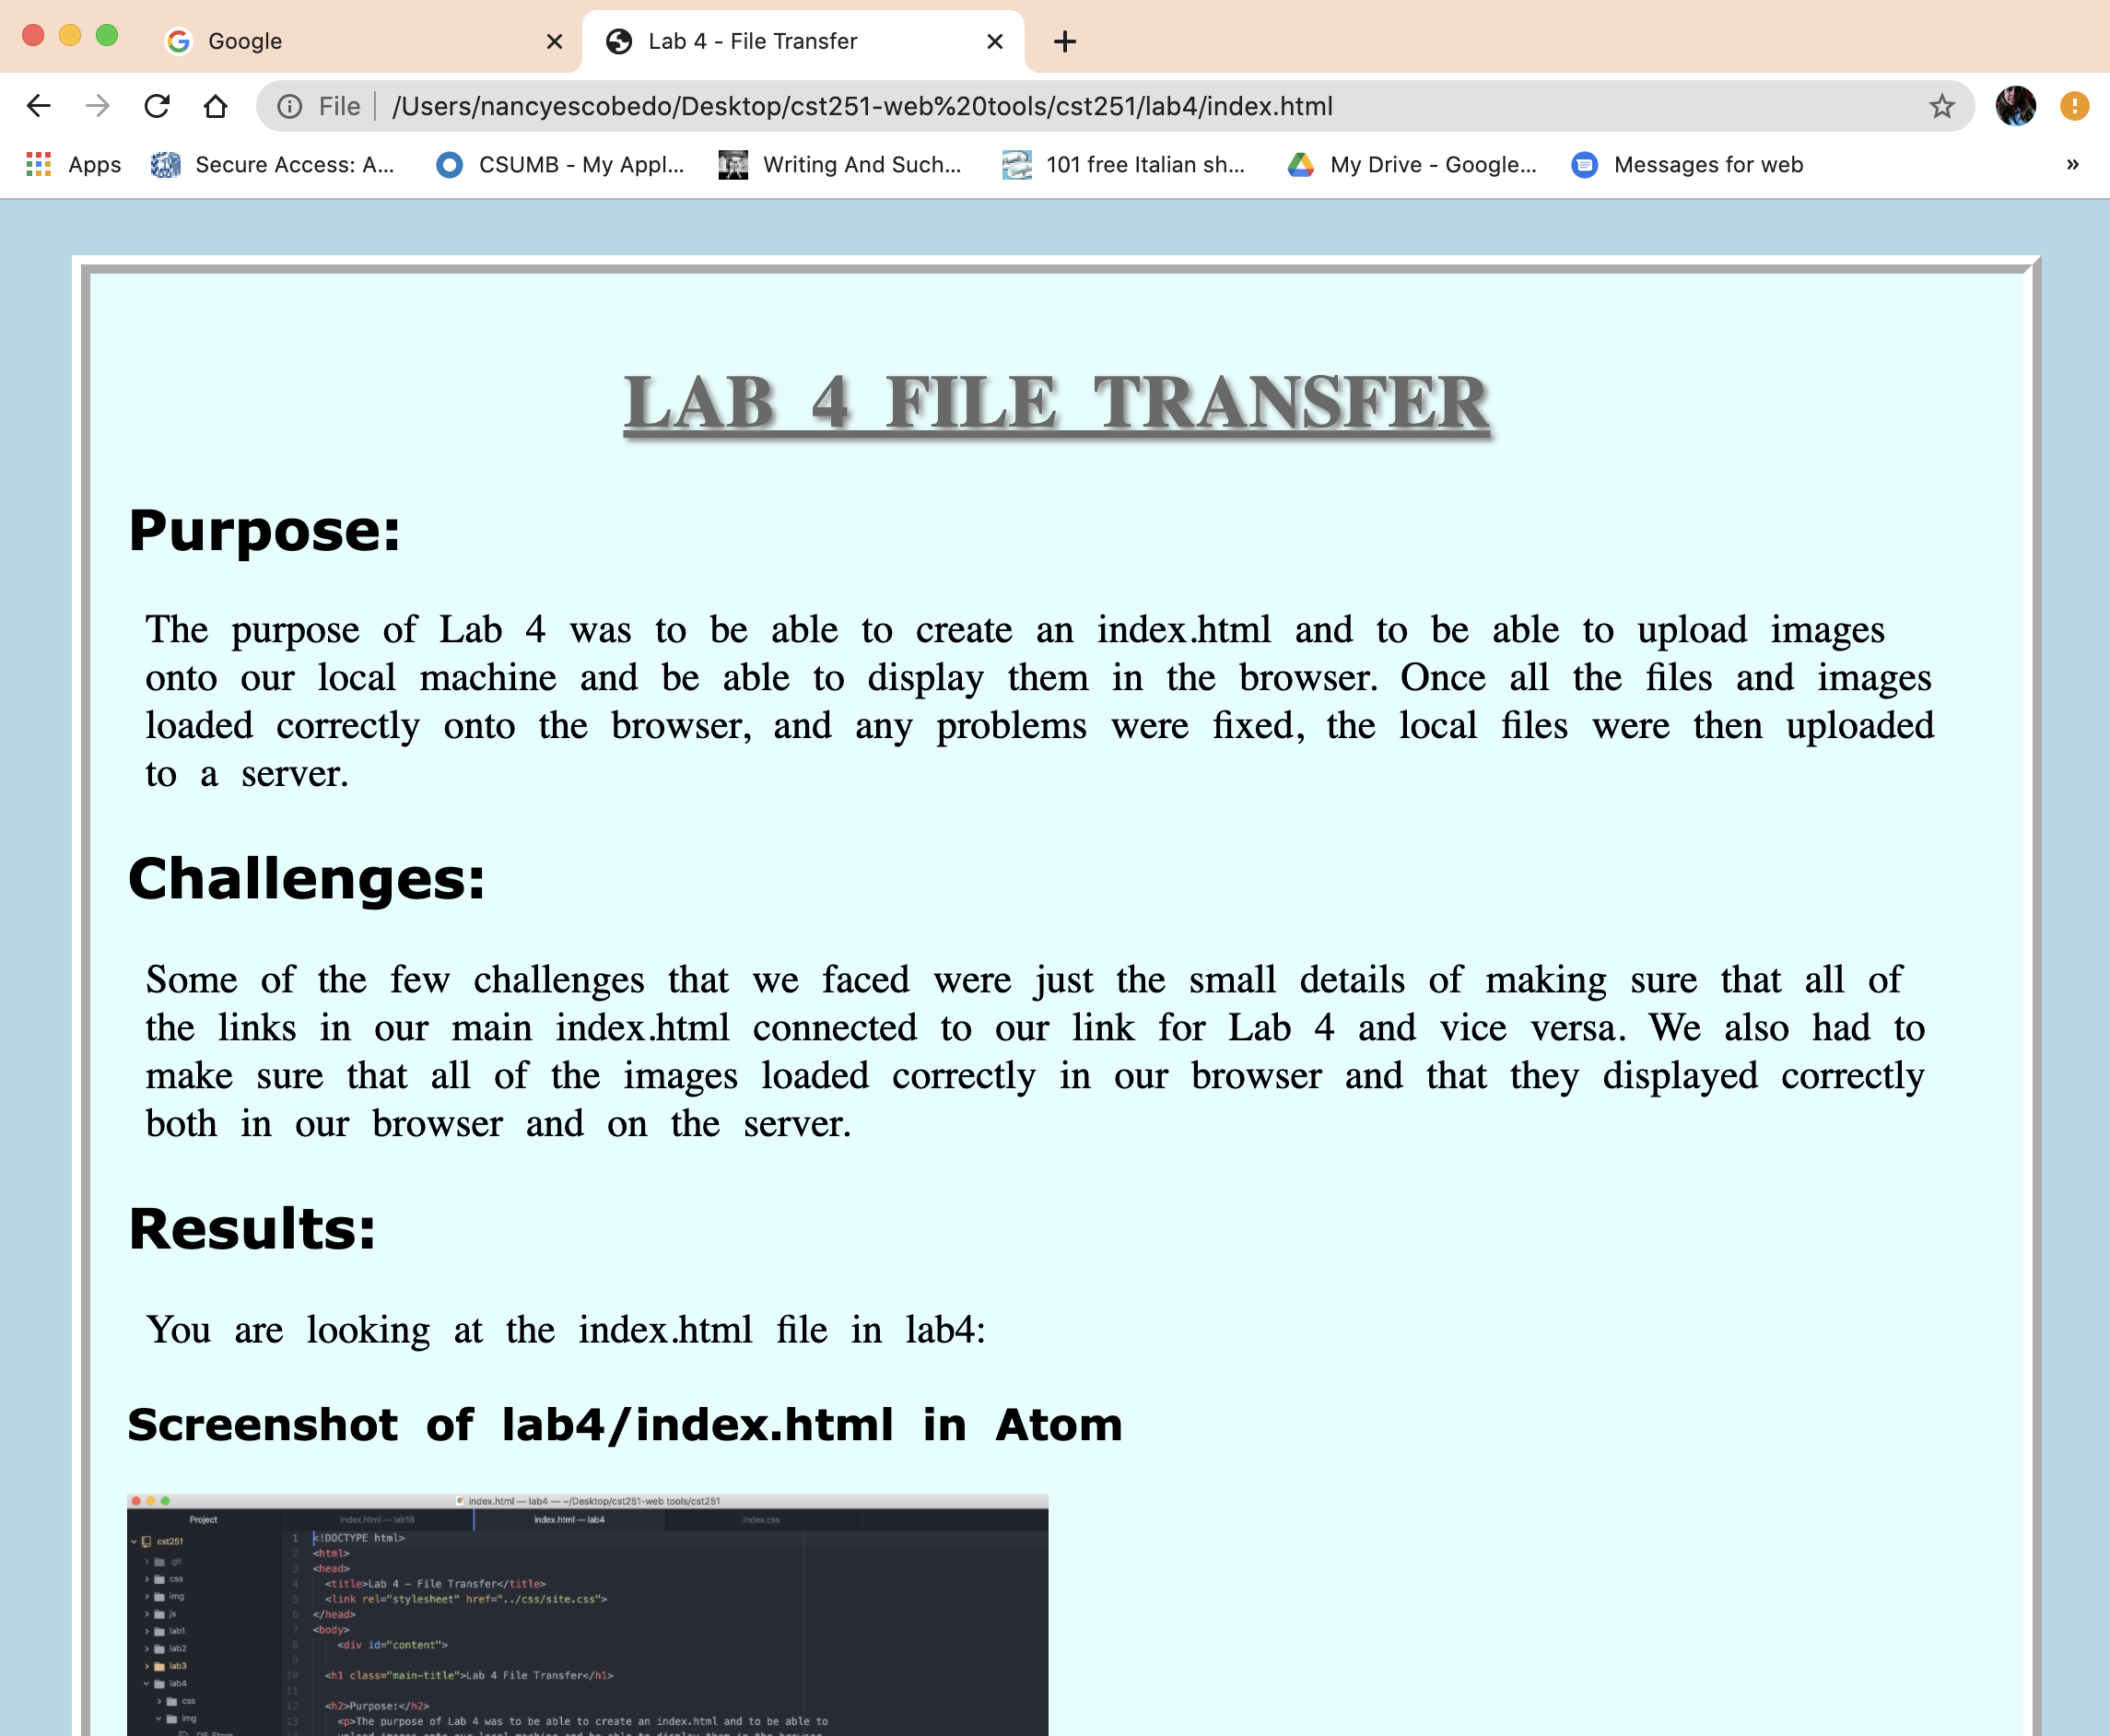 Google
Lab 4 - File Transfer
File | /Users/nancyescobedo/Desktop/cst251-web%20tools/cst251/lab4/index.html
Apps Secure Access: A... CSUMB - My Appl... Writing And Such... 101 free Italian sh... My Drive - Google... Messages for web »
LAB 4 FILE TRANSFER
Purpose:
The purpose of Lab 4 was to be able to create an index.html and to be able to upload images
onto our local machine and be able to display them in the browser. Once all the files and images
loaded correctly onto the browser, and any problems were fixed, the local files were then uploaded
to a server.
Challenges:
Some of the few challenges that we faced were just the small details of making sure that all of
the links in our main index.html connected to our link for Lab 4 and vice versa. We also had to
make sure that all of the images loaded correctly in our browser and that they displayed correctly
both in our browser and on the server.
Results:
You are looking at the index.html file in lab4:
Screenshot of lab4/index.html in Atom
index.html — lab4 — ~/Desktop/cst251-web tools/cst251
Project index.html — lab18 index.html — lab4 index.css
cst251
.git
css
img
js
lab1
lab2
lab3
lab4
css
img
1 <!DOCTYPE html>
2 <html>
3 <head>
4 <title>Lab 4 - File Transfer</title>
5 <link rel="stylesheet" href="../css/site.css">
6 </head>
7 <body>
8 <div id="content">
9
10 <h1 class="main-title">Lab 4 File Transfer</h1>
11
12 <h2>Purpose:</h2>
13 <p>The purpose of Lab 4 was to be able to create an index.html and to be able to